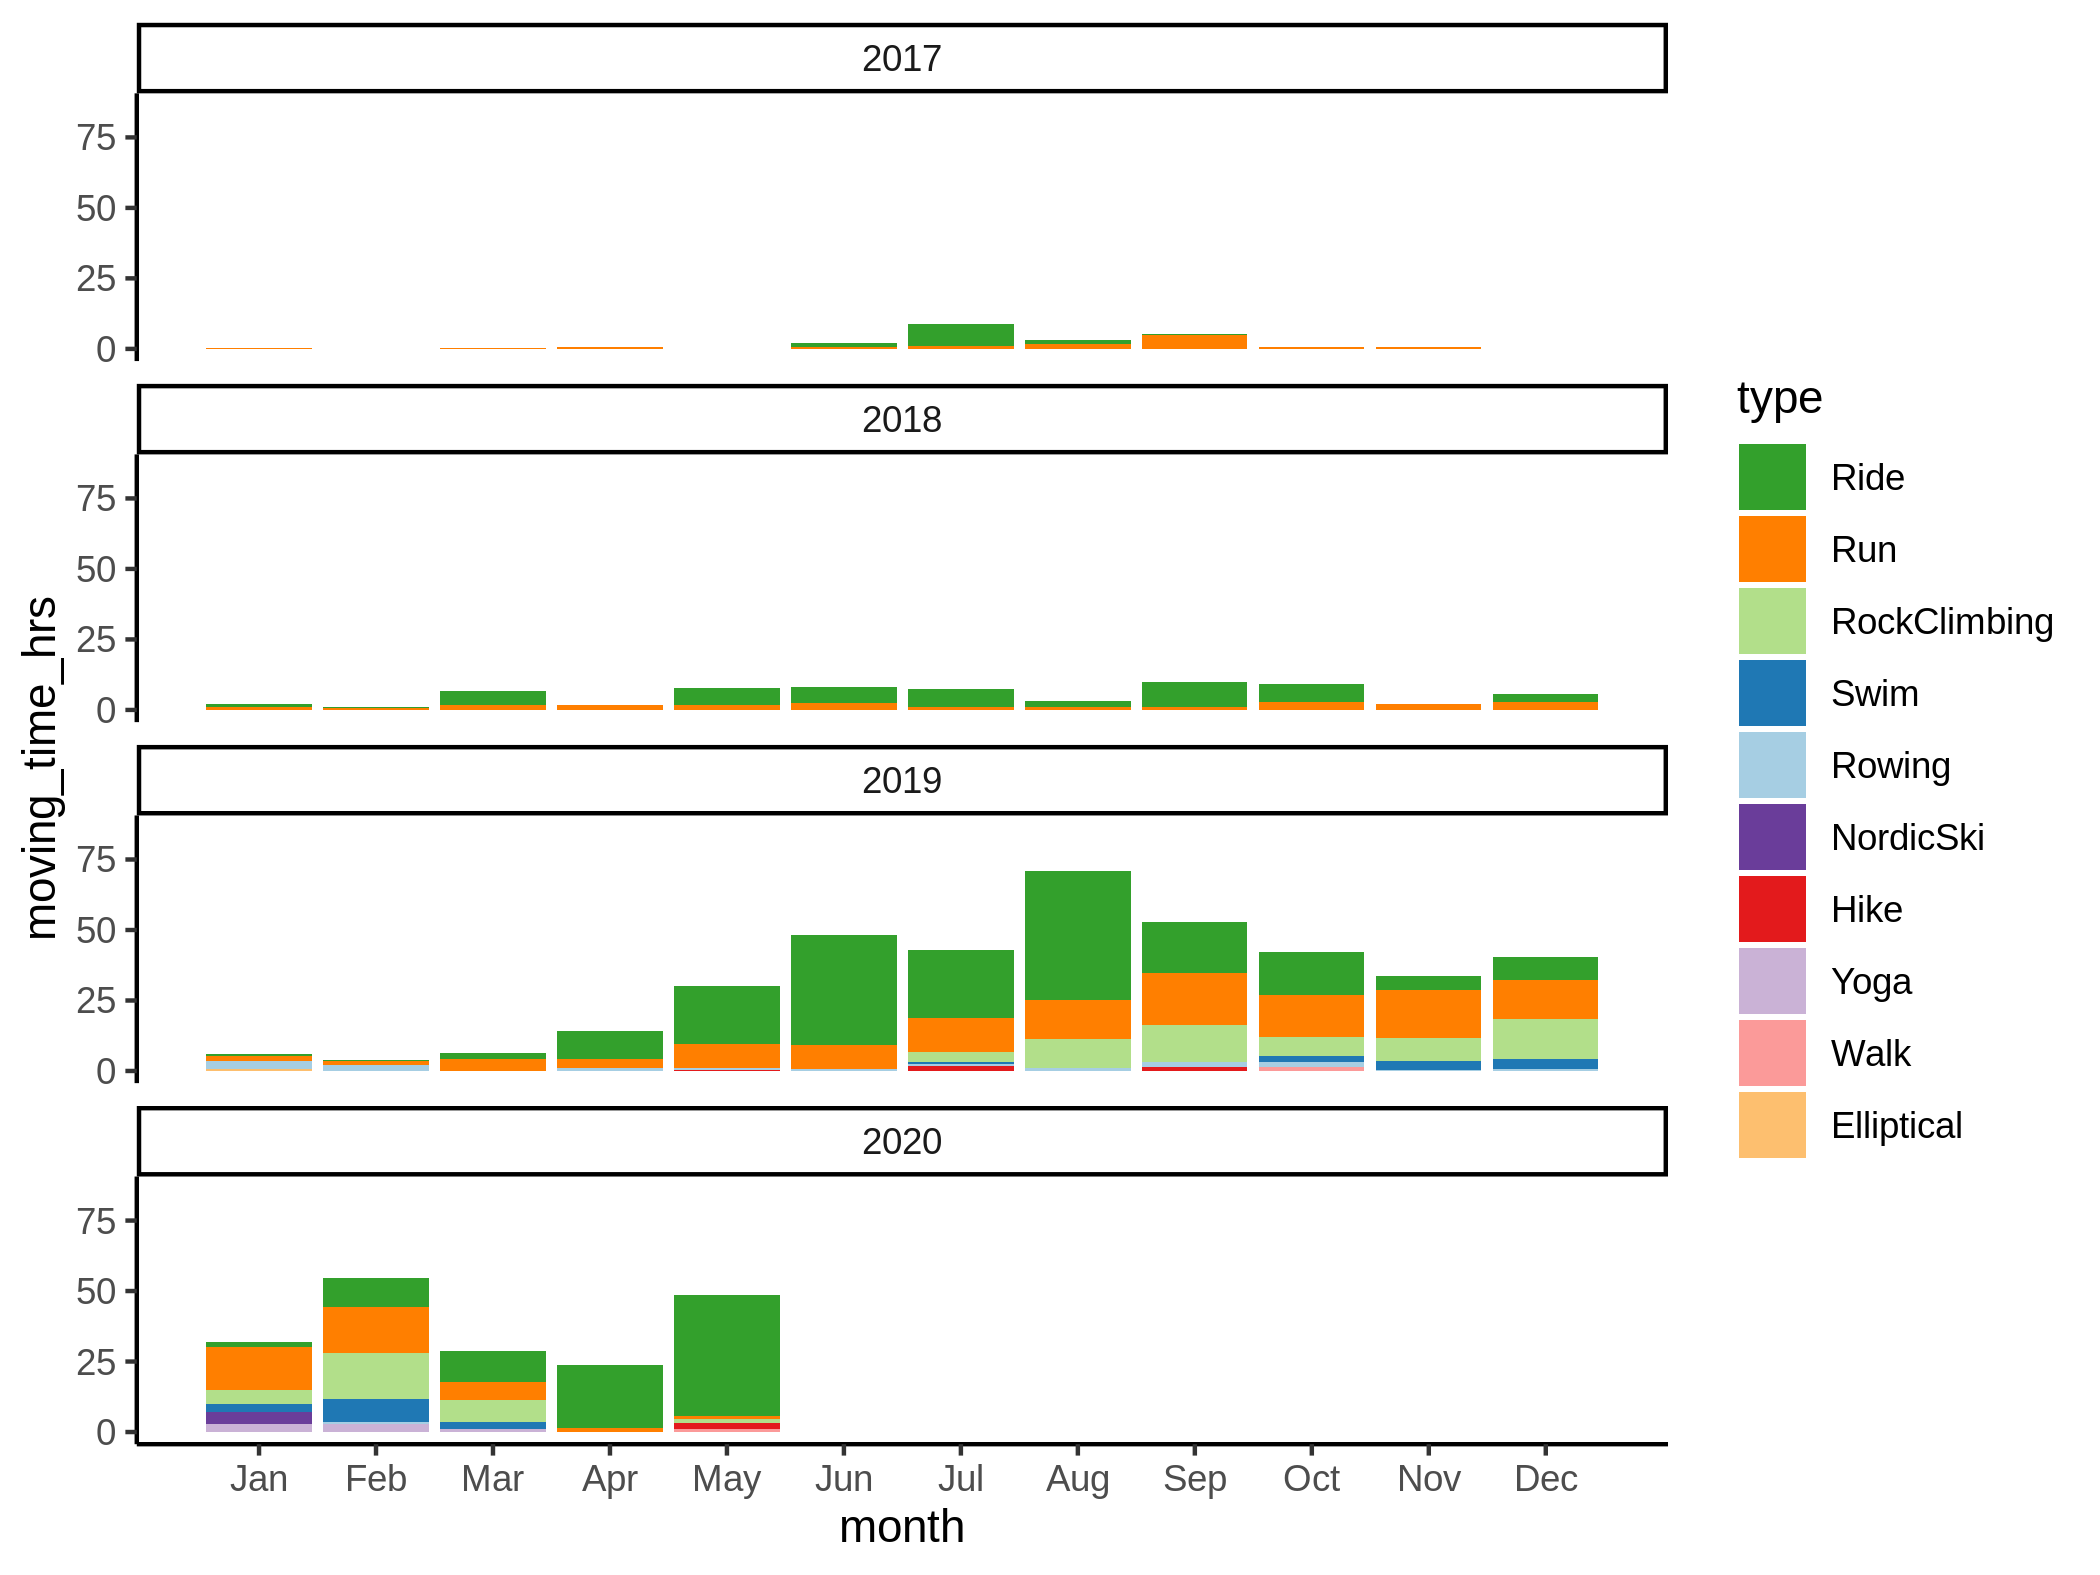 2017
75
50
25
0
2018
75
50
25
0
2019
75
50
25
0
2020
75
50
25
0
Jan Feb Mar Apr May Jun Jul Aug Sep Oct Nov Dec
month
moving_time_hrs
type
Ride
Run
RockClimbing
Swim
Rowing
NordicSki
Hike
Yoga
Walk
Elliptical